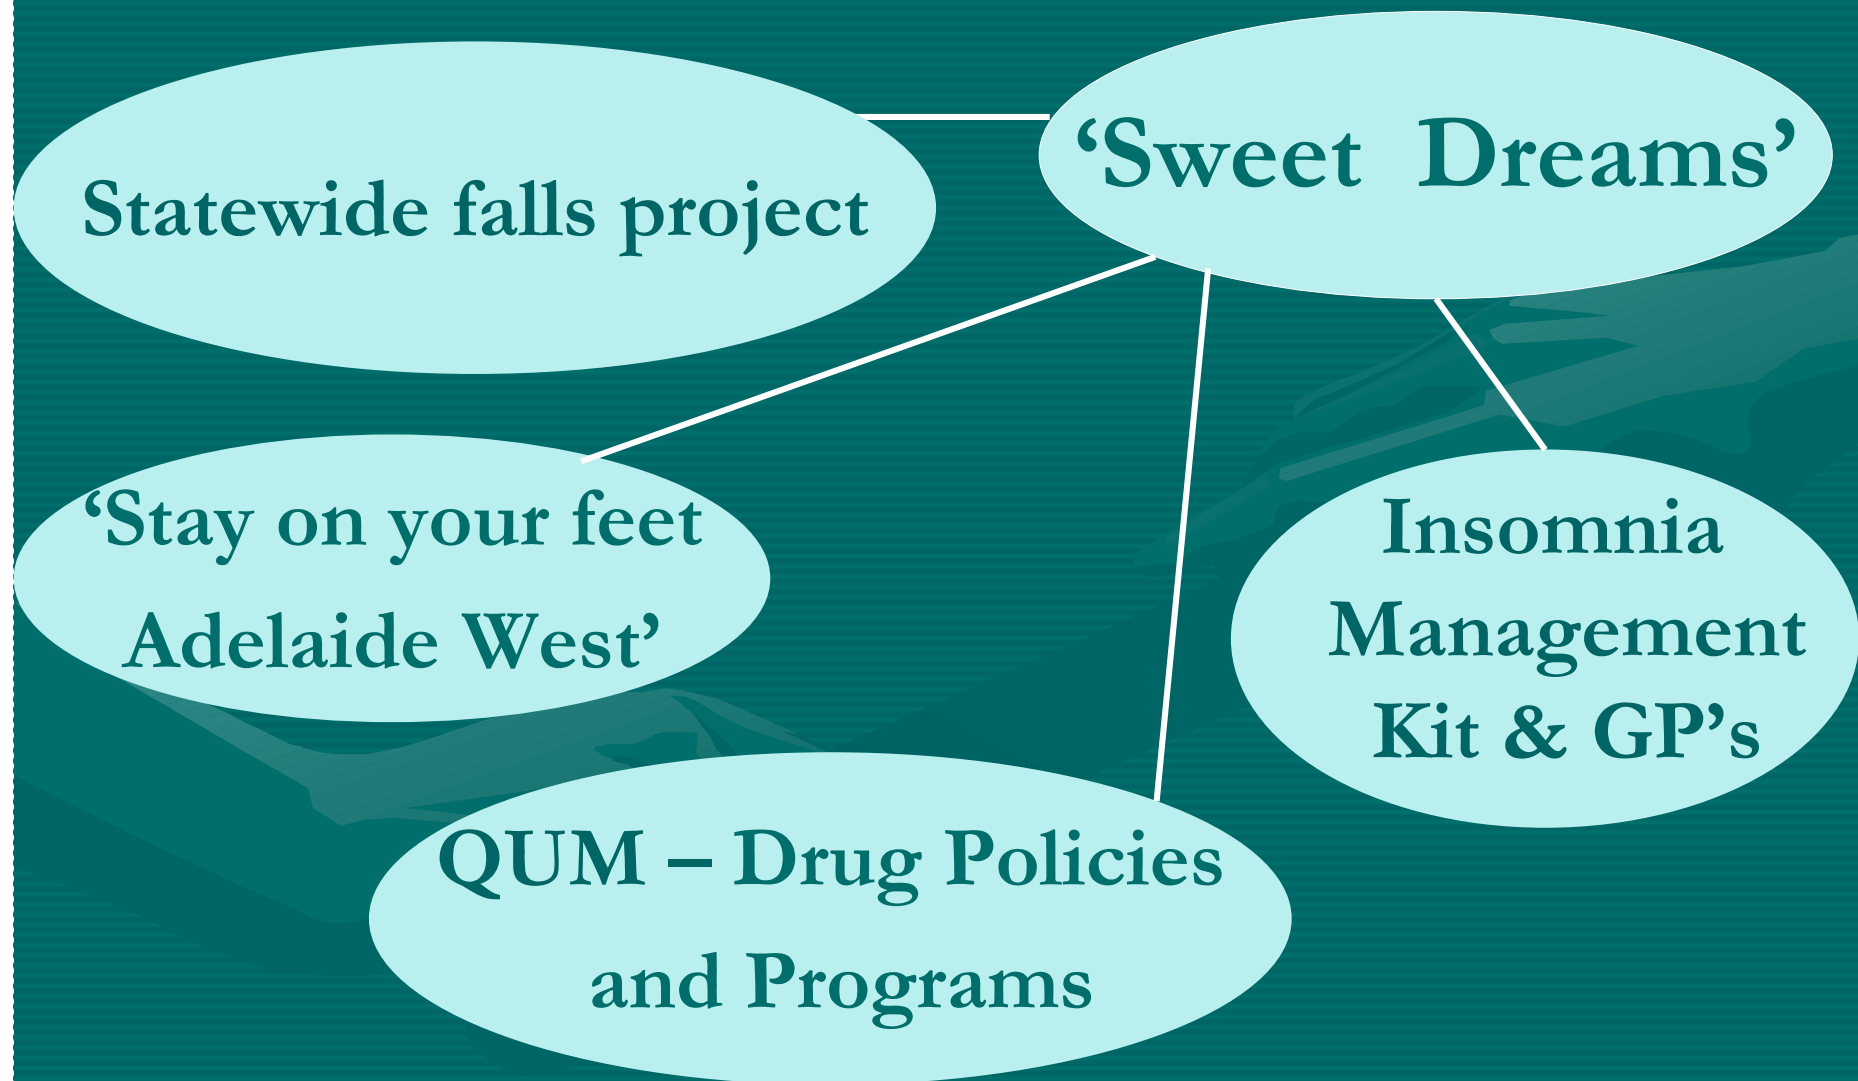 Statewide falls project
‘Sweet Dreams’
‘Stay on your feet
Adelaide West’
Insomnia
Management
Kit & GP’s
QUM – Drug Policies
and Programs